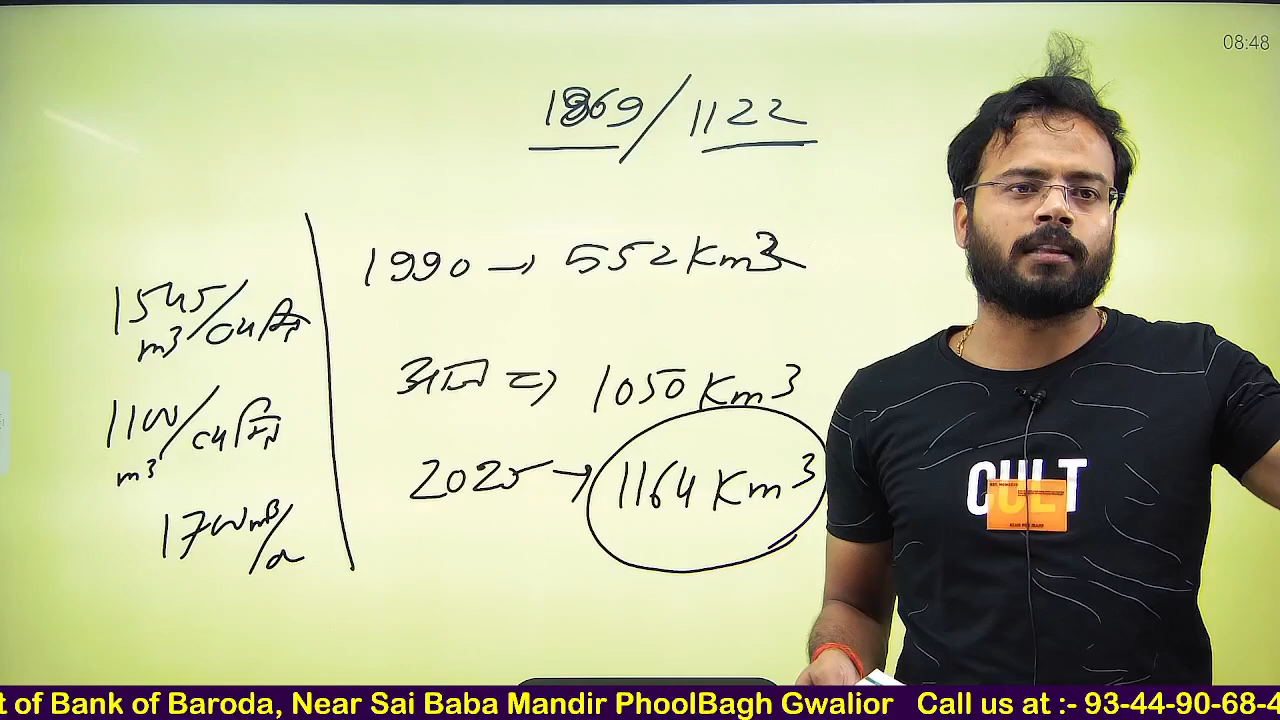 08:48
1869/1122
1990 → 552 Km3
1545 m3/व्यक्ति
1100 m3/व्यक्ति
1700 m3/
⇒ 1050 Km3
2025 → 1164 Km3
CULT
t of Bank of Baroda, Near Sai Baba Mandir PhoolBagh Gwalior Call us at :- 93-44-90-68-4